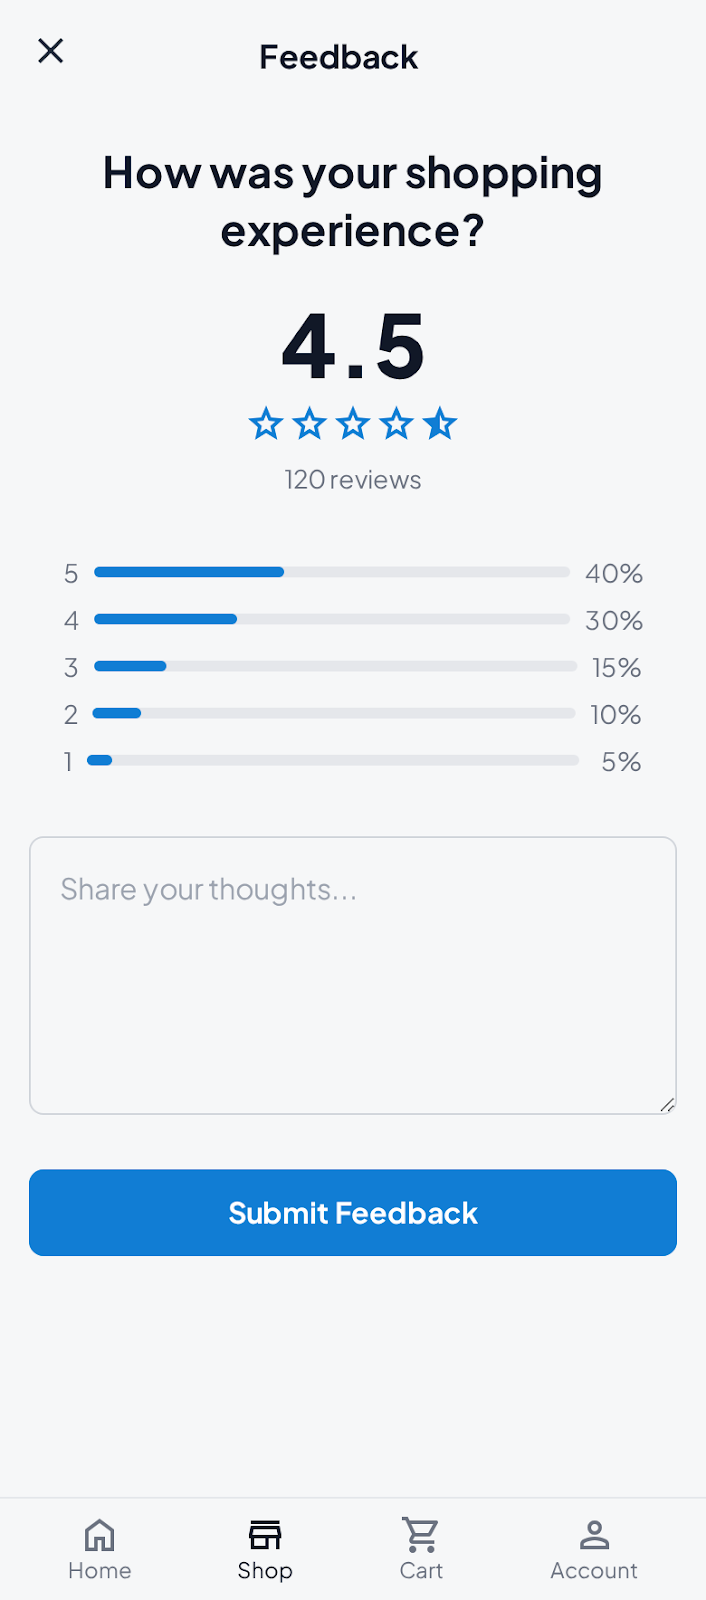 Feedback
How was your shopping
experience?
4.5
120 reviews
5 40%
4 30%
3 15%
2 10%
1 5%
Share your thoughts...
Submit Feedback
Home Shop Cart Account